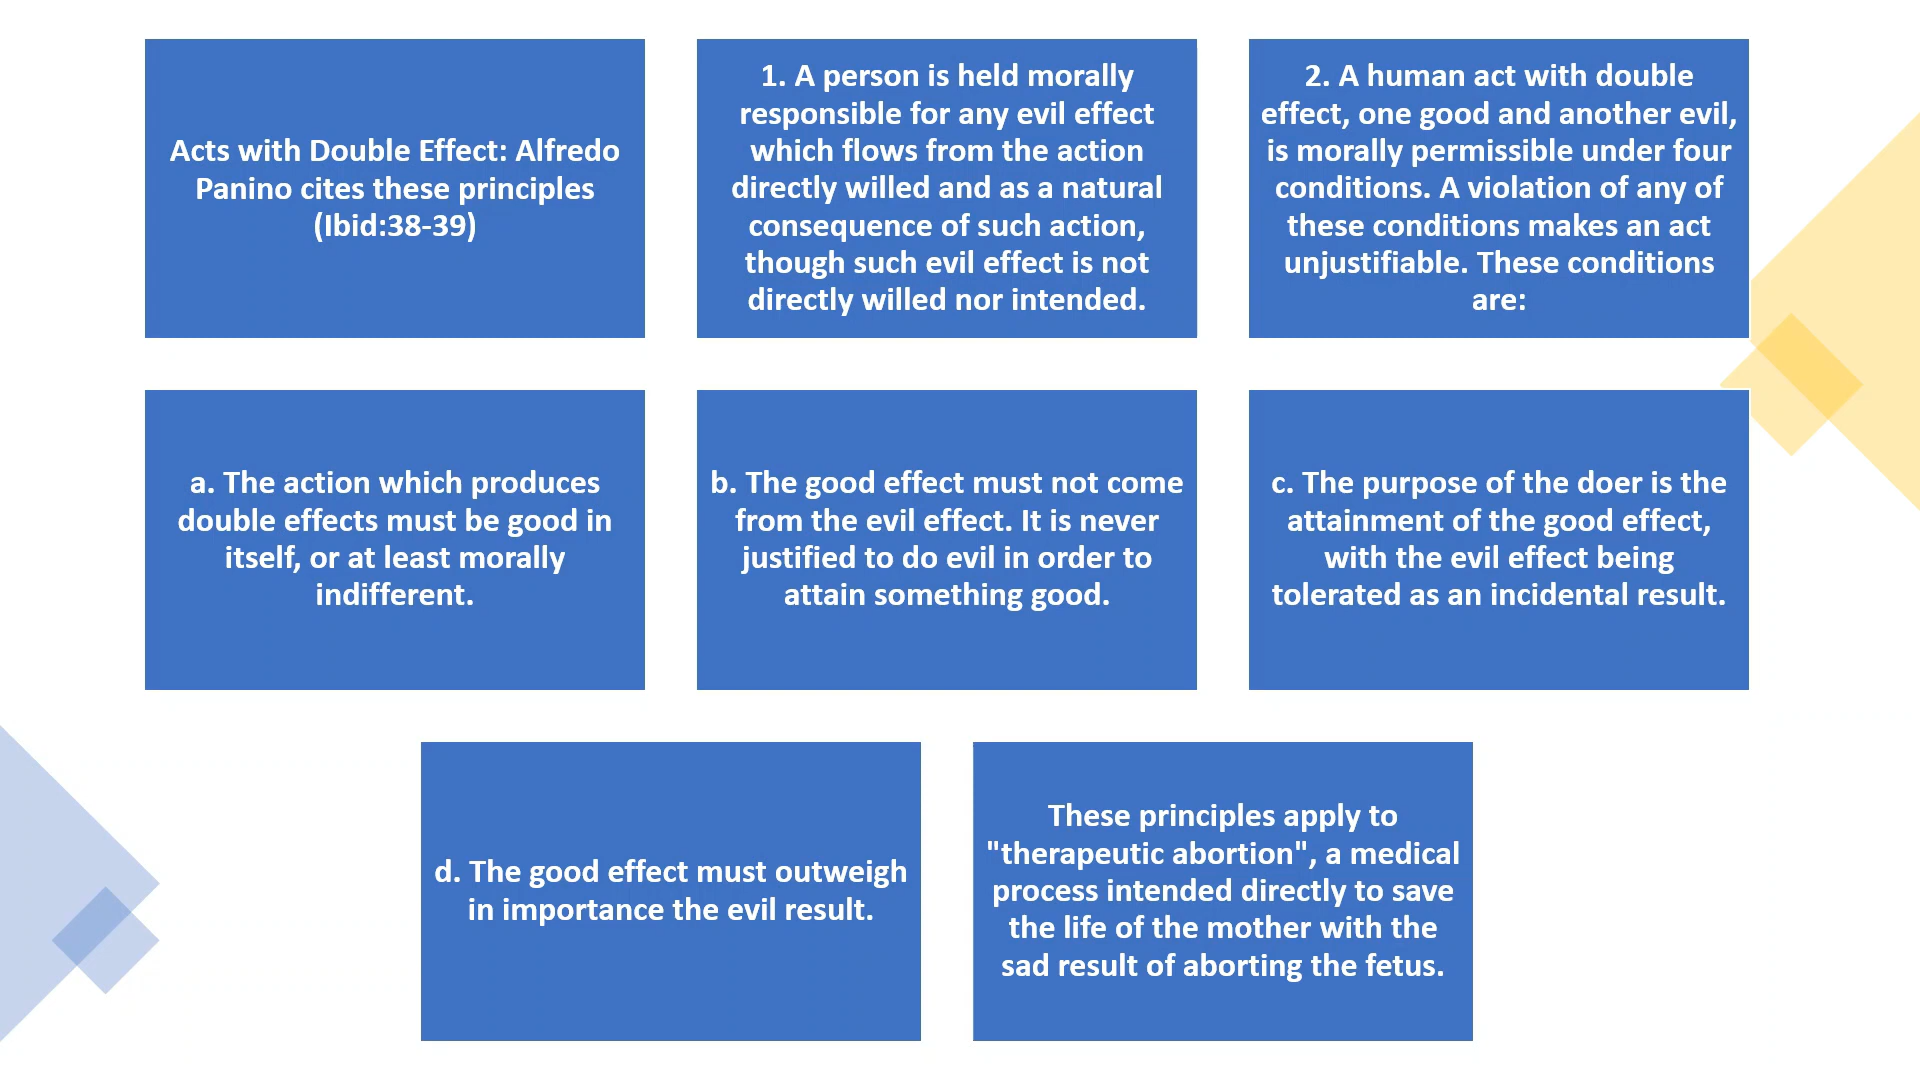 Acts with Double Effect: Alfredo
Panino cites these principles
(Ibid:38-39)
1. A person is held morally
responsible for any evil effect
which flows from the action
directly willed and as a natural
consequence of such action,
though such evil effect is not
directly willed nor intended.
2. A human act with double
effect, one good and another evil,
is morally permissible under four
conditions. A violation of any of
these conditions makes an act
unjustifiable. These conditions
are:
a. The action which produces
double effects must be good in
itself, or at least morally
indifferent.
b. The good effect must not come
from the evil effect. It is never
justified to do evil in order to
attain something good.
c. The purpose of the doer is the
attainment of the good effect,
with the evil effect being
tolerated as an incidental result.
d. The good effect must outweigh
in importance the evil result.
These principles apply to
"therapeutic abortion", a medical
process intended directly to save
the life of the mother with the
sad result of aborting the fetus.